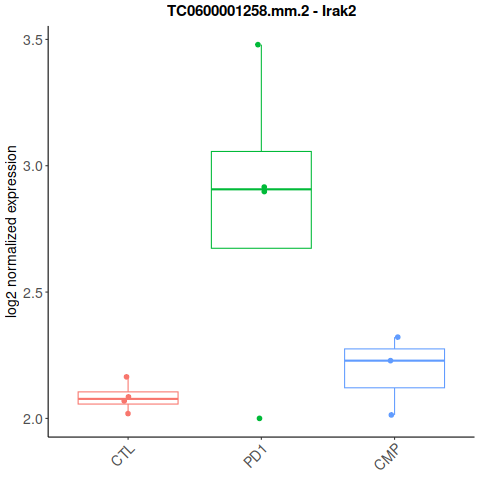 TC0600001258.mm.2 - Irak2
log2 normalized expression
3.5
3.0
2.5
2.0
CTL
PD1
CMP